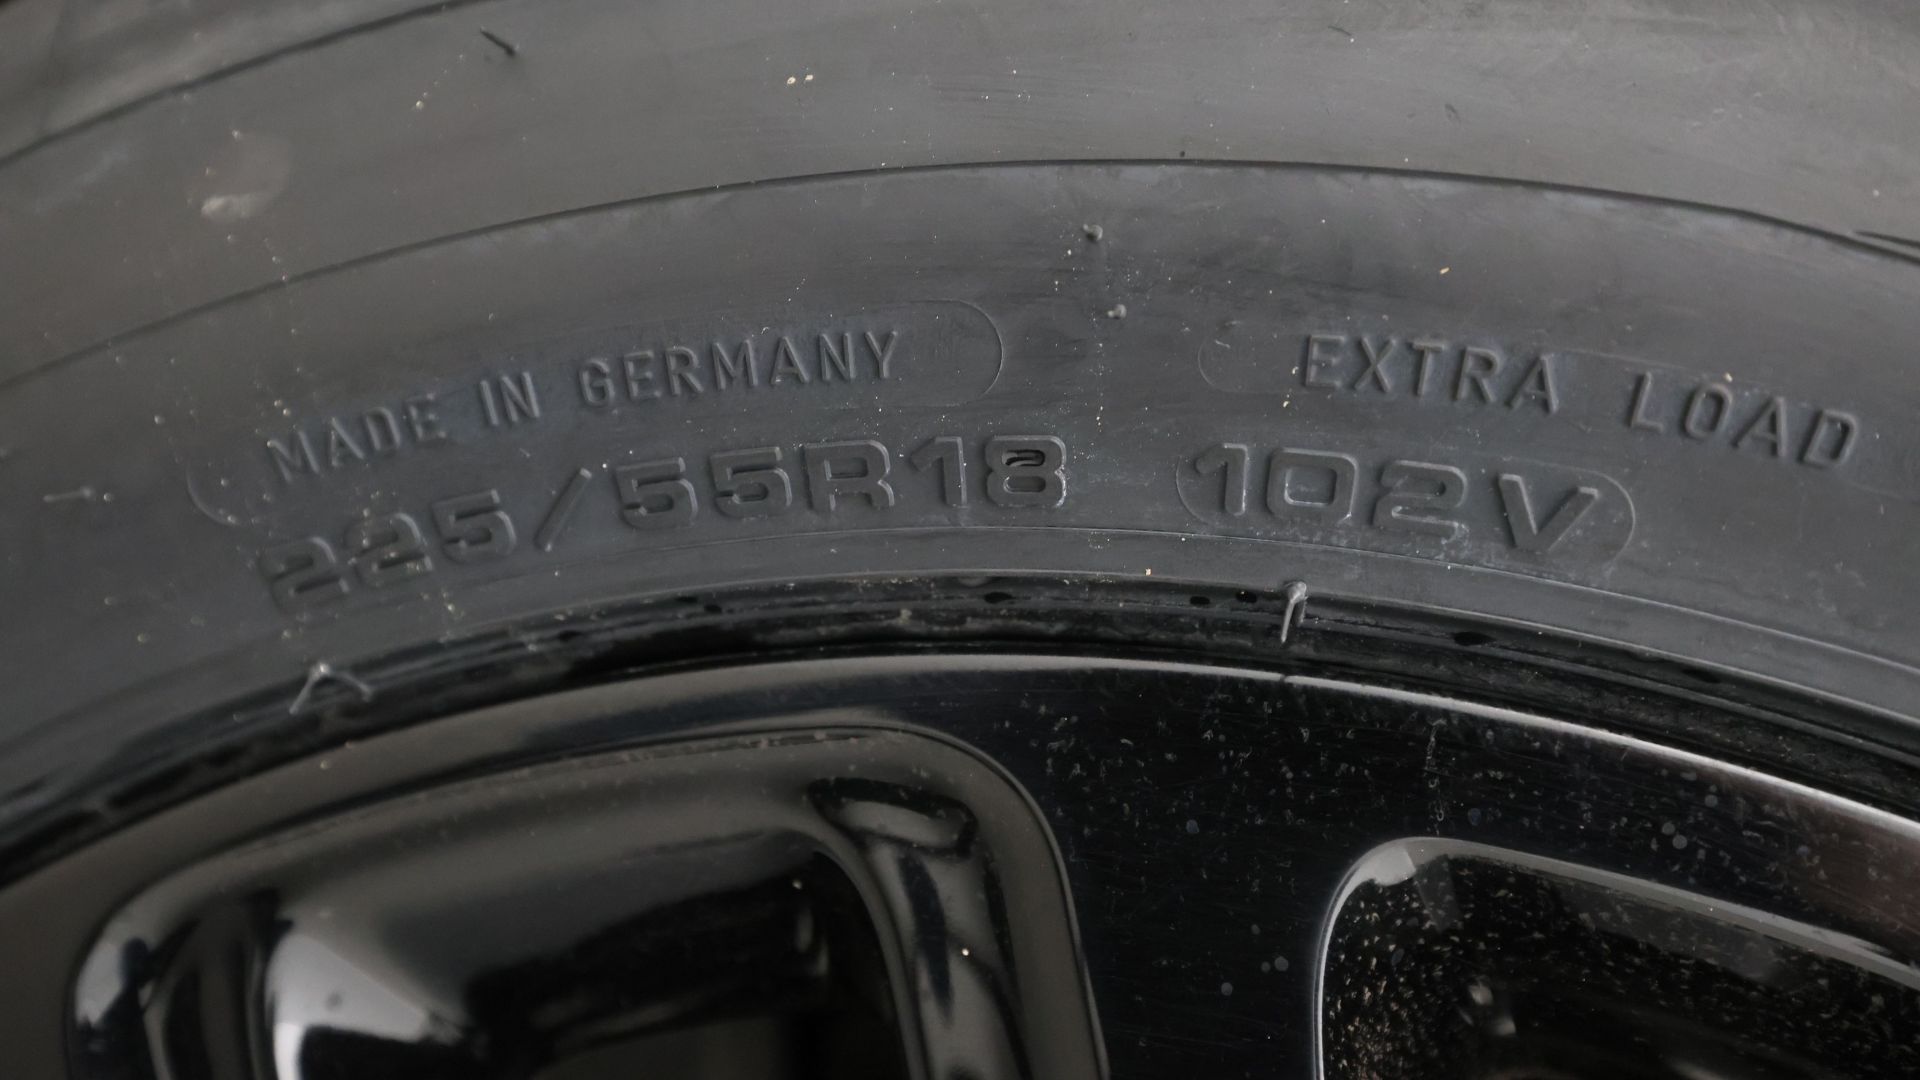 MADE IN GERMANY
EXTRA LOAD
225/55R18 102V